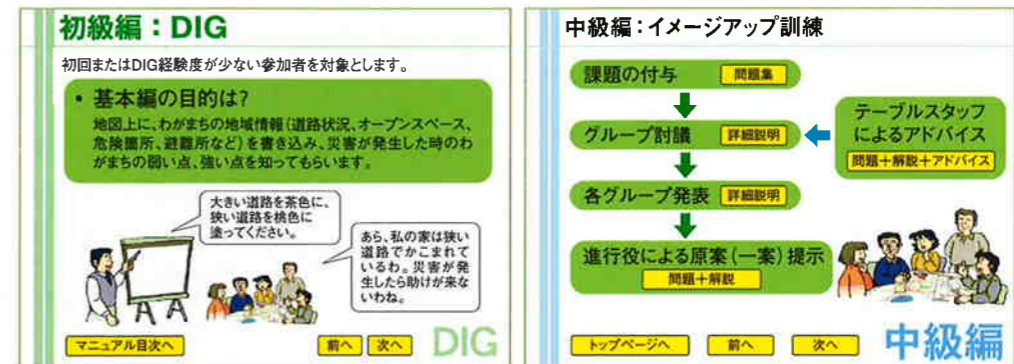 初級編：DIG
初回またはDIG経験度が少ない参加者を対象とします。
• 基本編の目的は?
地図上に、わがまちの地域情報（道路状況、オープンスペース、
危険箇所、避難所など）を書き込み、災害が発生した時のわ
がまちの弱い点、強い点を知ってもらいます。
大きい道路を茶色に、
狭い道路を桃色に
塗ってください。
あら、私の家は狭い
道路でかこまれて
いるわ。災害が発
生したら助けが来な
いわね。
マニュアル目次へ
前へ
次へ
DIG
中級編：イメージアップ訓練
課題の付与 問題集
グループ討議 詳細説明
テーブルスタッフ
によるアドバイス
問題＋解説＋アドバイス
各グループ発表 詳細説明
進行役による原案（一案）提示
問題＋解説
トップページへ
前へ
次へ
中級編